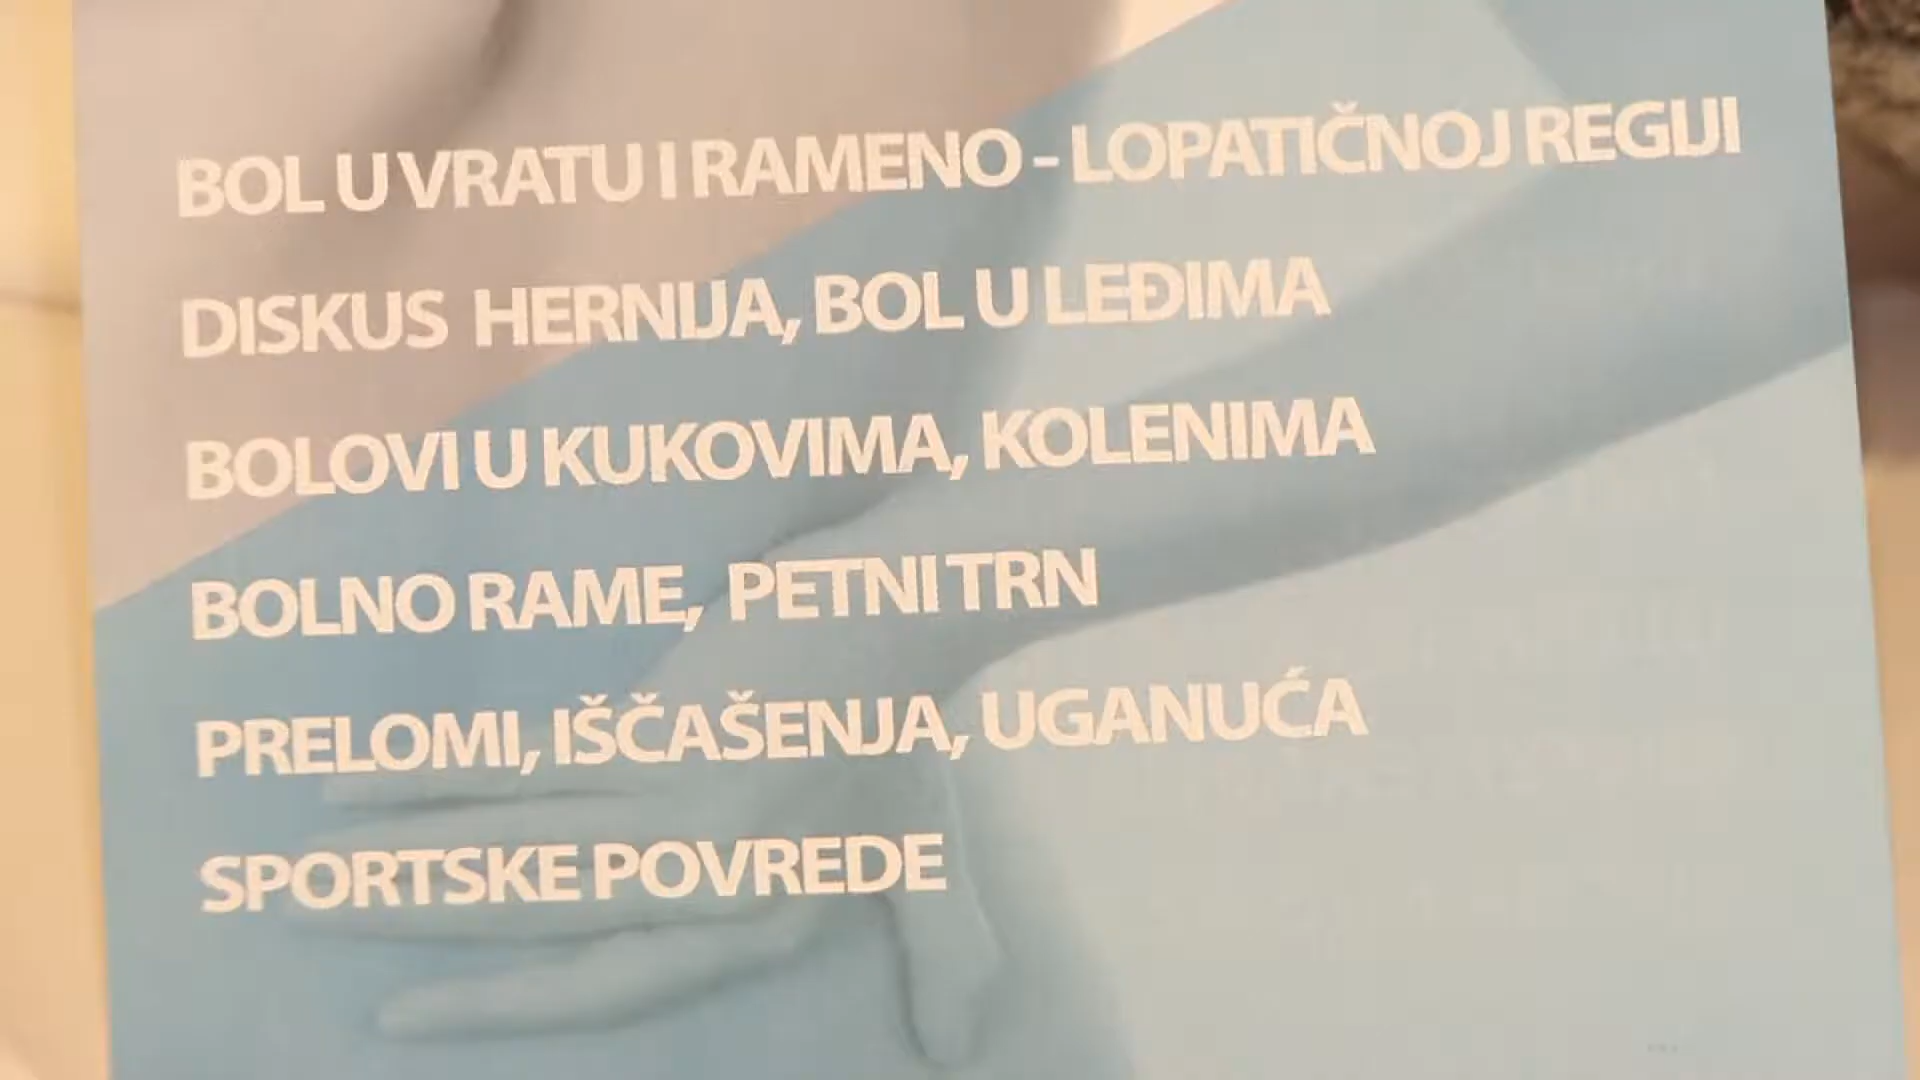 BOL U VRATU I RAMENO - LOPATIČNOJ REGIJI
DISKUS HERNIJA, BOL U LEĐIMA
BOLOVI U KUKOVIMA, KOLENIMA
BOLNO RAME, PETNI TRN
PRELOMI, IŠČAŠENJA, UGANUĆA
SPORTSKE POVREDE